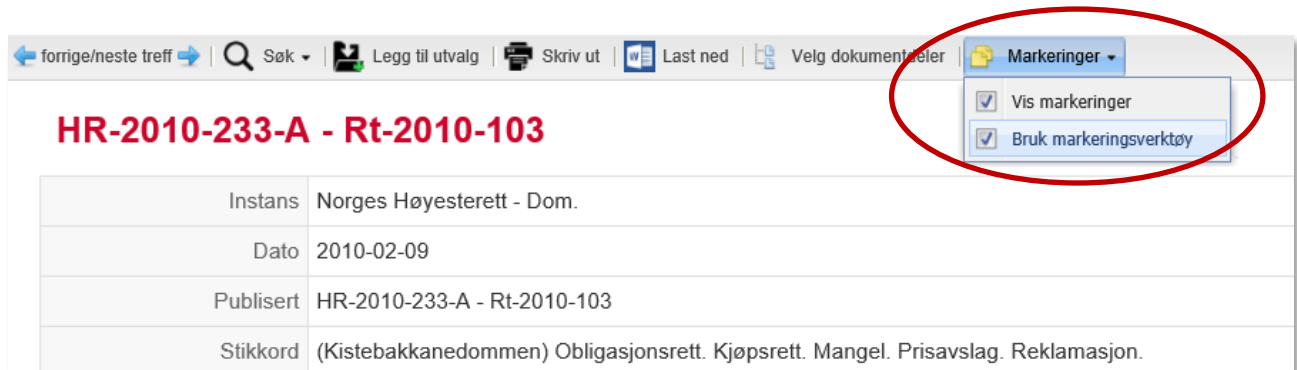 forrige/neste treff | Søk | Legg til utvalg | Skriv ut | Last ned | Velg dokumentdeler | Markeringer
Vis markeringer
Bruk markeringsverktøy
HR-2010-233-A - Rt-2010-103
Instans Norges Høyesterett - Dom.
Dato 2010-02-09
Publisert HR-2010-233-A - Rt-2010-103
Stikkord (Kistebakkanedommen) Obligasjonsrett. Kjøpsrett. Mangel. Prisavslag. Reklamasjon.